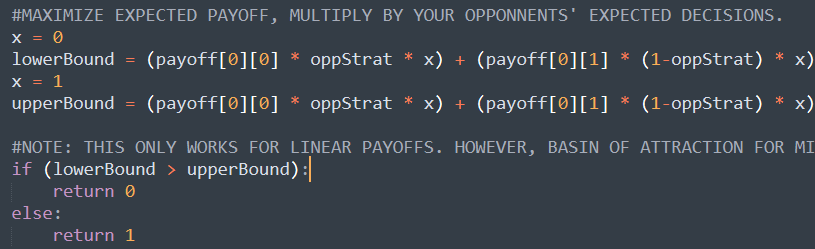 #MAXIMIZE EXPECTED PAYOFF, MULTIPLY BY YOUR OPPONNENTS' EXPECTED DECISIONS.
x = 0
lowerBound = (payoff[0][0] * oppStrat * x) + (payoff[0][1] * (1-oppStrat) * x)
x = 1
upperBound = (payoff[0][0] * oppStrat * x) + (payoff[0][1] * (1-oppStrat) * x)
#NOTE: THIS ONLY WORKS FOR LINEAR PAYOFFS. HOWEVER, BASIN OF ATTRACTION FOR MI
if (lowerBound > upperBound):
    return 0
else:
    return 1